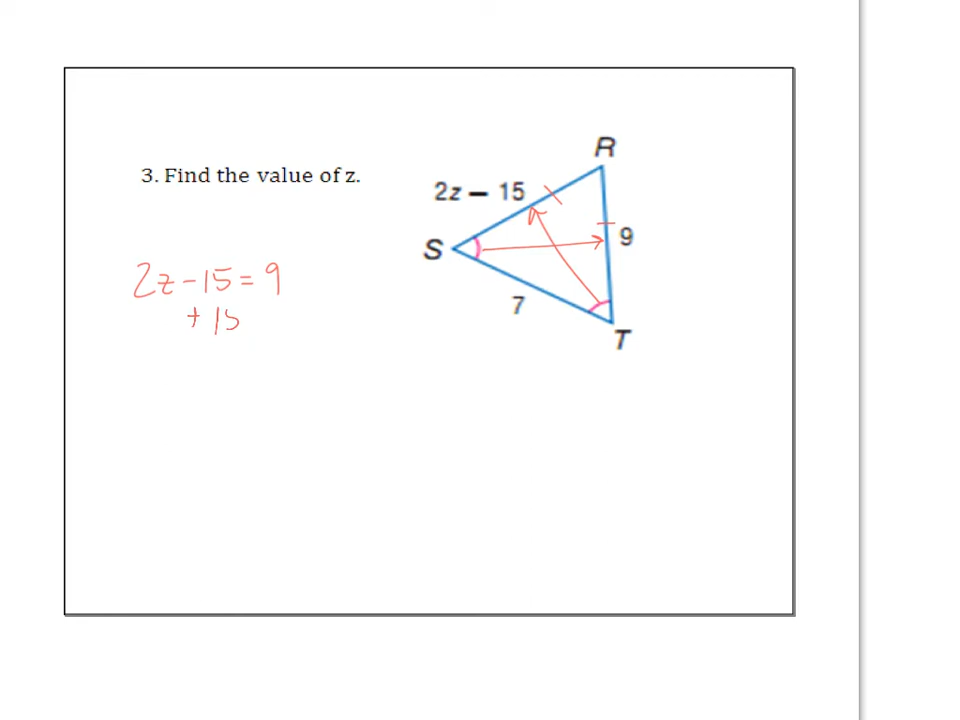 R
3. Find the value of z.
2z – 15
S
9
2z - 15 = 9
+ 15
7
T